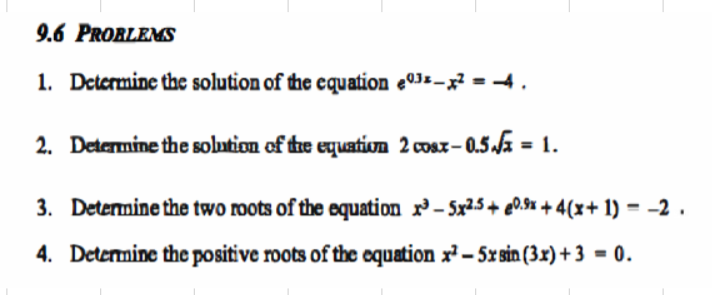 9.6 PROBLEMS
1. Determine the solution of the equation e^{0.3x} – x² = –4 .
2. Determine the solution of the equation 2 cosx – 0.5√x = 1.
3. Determine the two roots of the equation x³ – 5x^{2.5} + e^{0.9x} + 4(x + 1) = –2 .
4. Determine the positive roots of the equation x² – 5x sin (3x) + 3 = 0.